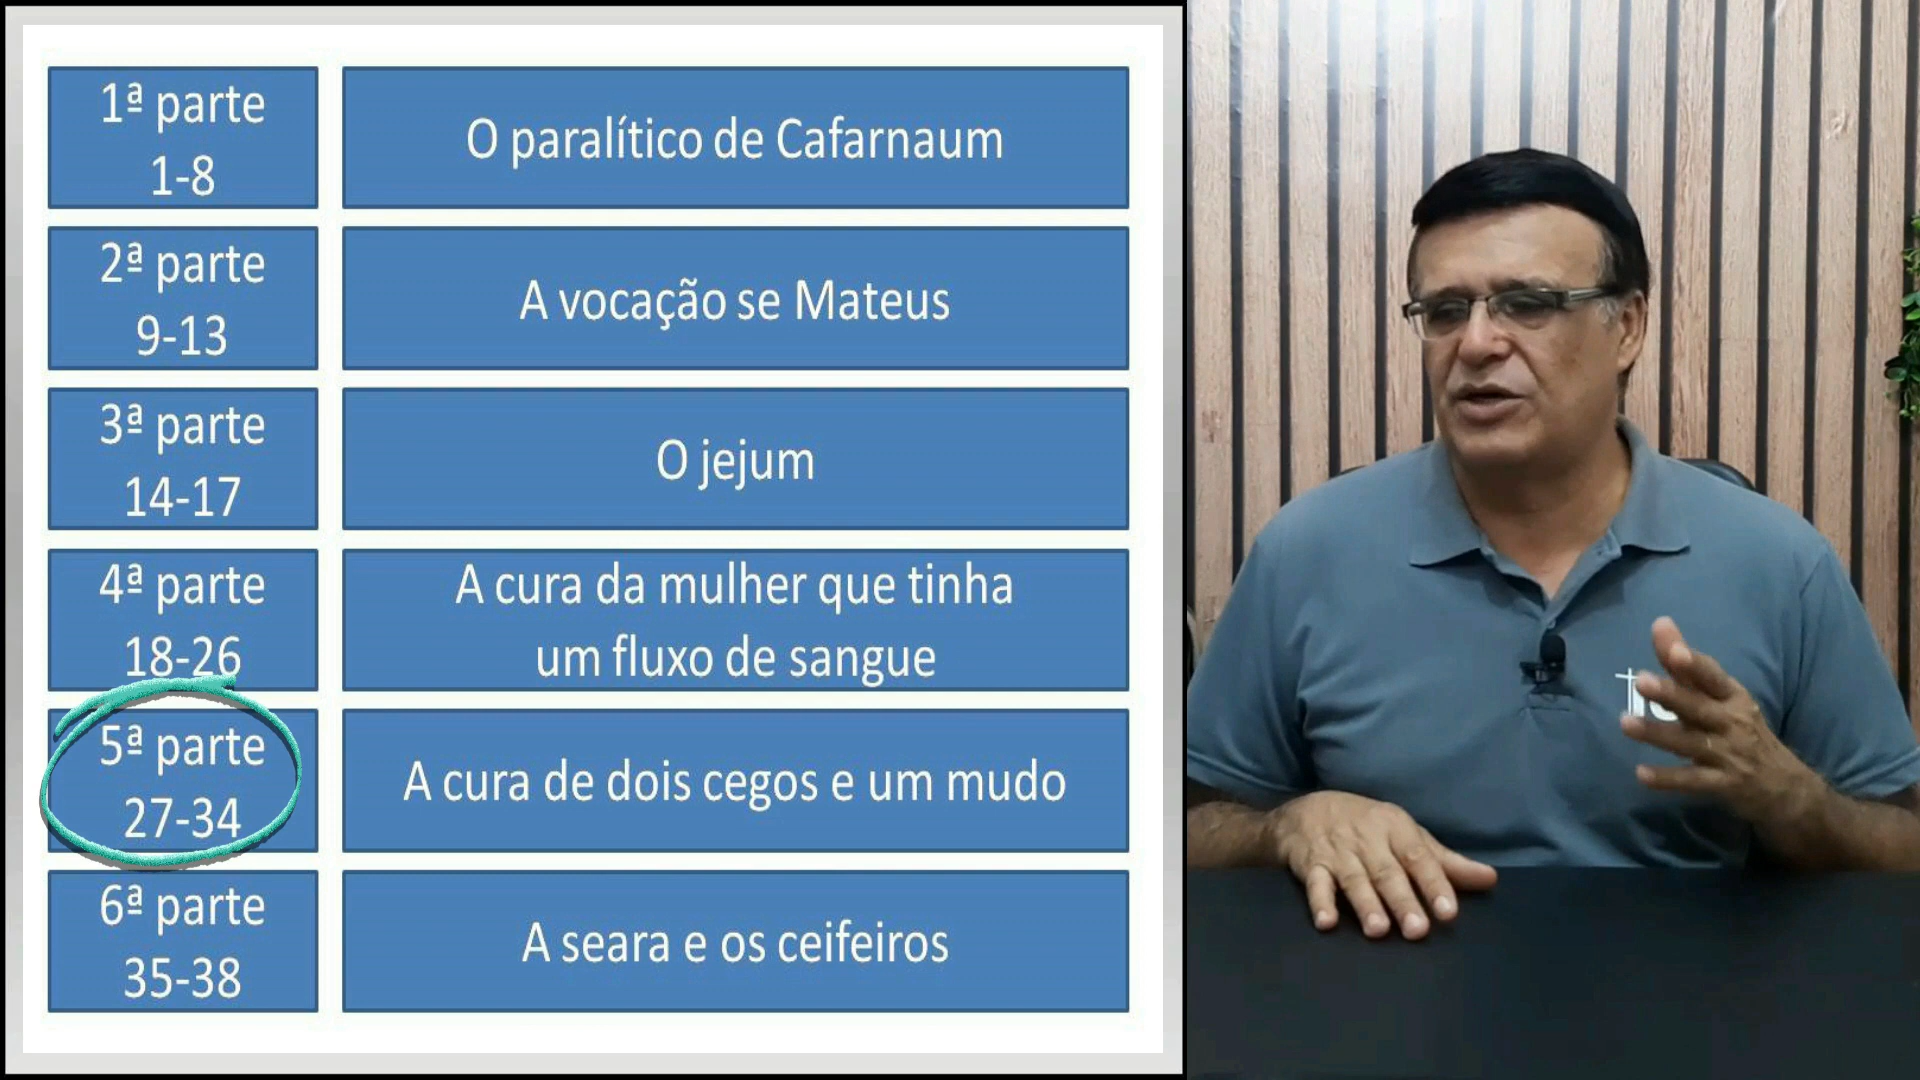 1ª parte
1-8
O paralítico de Cafarnaum
2ª parte
9-13
A vocação se Mateus
3ª parte
14-17
O jejum
4ª parte
18-26
A cura da mulher que tinha
um fluxo de sangue
5ª parte
27-34
A cura de dois cegos e um mudo
6ª parte
35-38
A seara e os ceifeiros